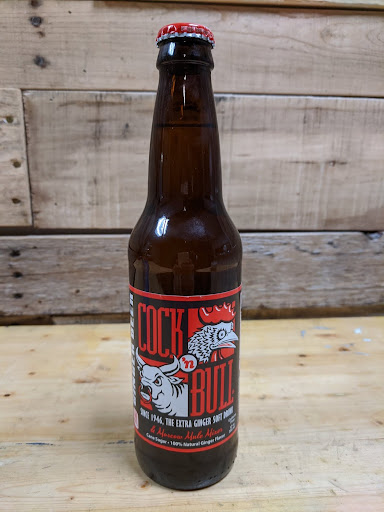 COCK
'n
BULL
SINCE 1946, THE EXTRA GINGER SOFT DRINK
& Moscow Mule Mixer
Cane Sugar • 100% Natural Ginger Flavor